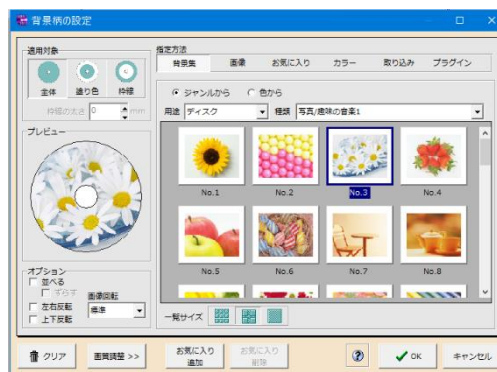 背景柄の設定
適用対象
全体 塗り色 枠線
枠線の太さ 0 mm
プレビュー
オプション
並べる
ずらす
左右反転
上下反転
画像回転
標準
指定方法
背景集 画像 お気に入り カラー 取り込み プラグイン
ジャンルから 色から
用途 ディスク 種類 写真/趣味の音楽1
No.1 No.2 No.3 No.4
No.5 No.6 No.7 No.8
一覧サイズ
クリア 画質調整 >> お気に入り追加 お気に入り削除 OK キャンセル